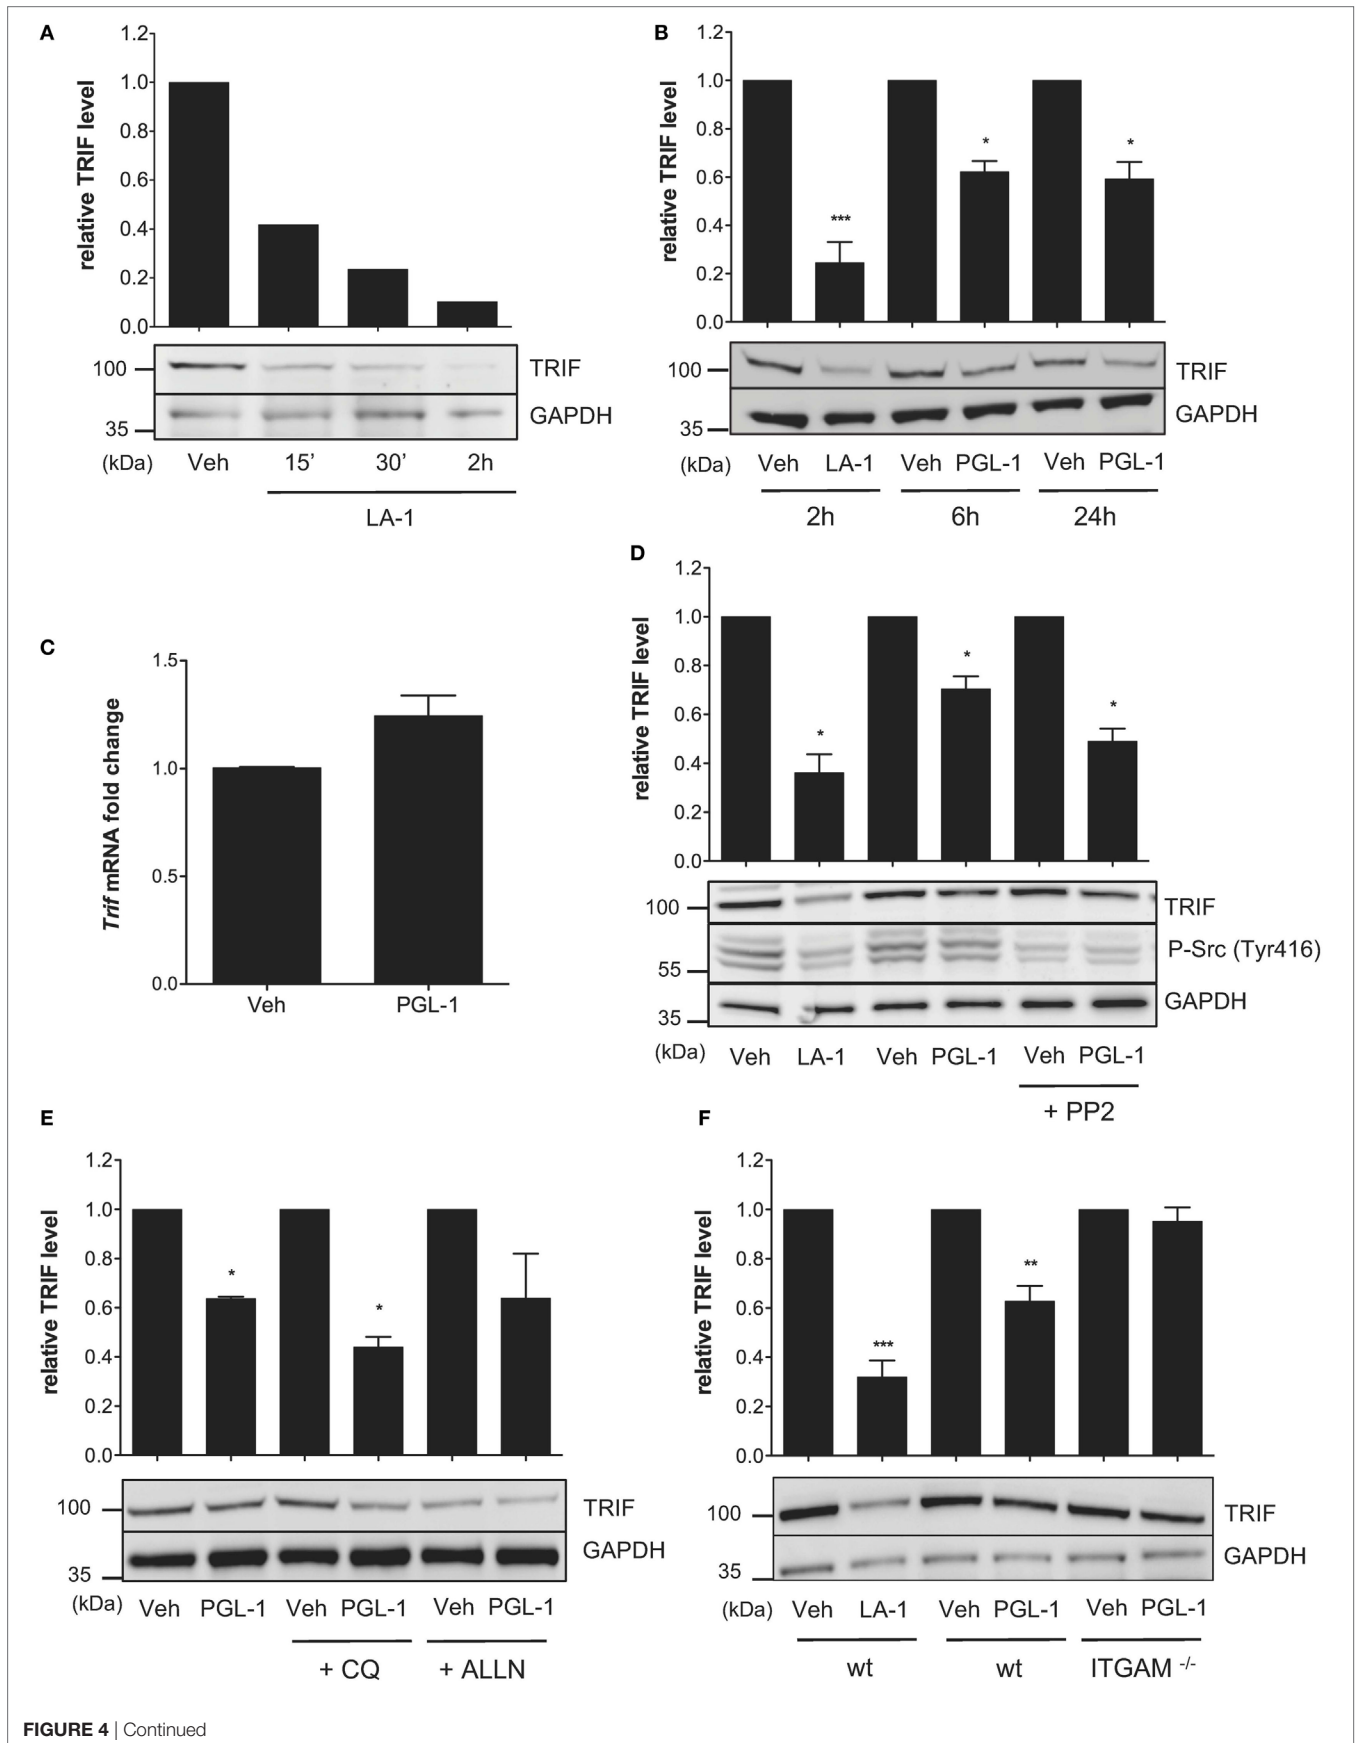 A
1.2
1.0
0.8
0.6
0.4
0.2
0.0
relative TRIF level
100
TRIF
35
GAPDH
(kDa) Veh 15’ 30’ 2h
LA-1
B
1.2
1.0
0.8
0.6
0.4
0.2
0.0
relative TRIF level
***
*
*
100
TRIF
35
GAPDH
(kDa) Veh LA-1 Veh PGL-1 Veh PGL-1
2h 6h 24h
C
1.5
1.0
0.5
0.0
Trif mRNA fold change
Veh PGL-1
D
1.2
1.0
0.8
0.6
0.4
0.2
0.0
relative TRIF level
*
*
*
100
TRIF
P-Src (Tyr416)
55
GAPDH
35
(kDa) Veh LA-1 Veh PGL-1 Veh PGL-1
+ PP2
E
1.2
1.0
0.8
0.6
0.4
0.2
0.0
relative TRIF level
*
*
100
TRIF
GAPDH
35
(kDa) Veh PGL-1 Veh PGL-1 Veh PGL-1
+ CQ + ALLN
F
1.2
1.0
0.8
0.6
0.4
0.2
0.0
relative TRIF level
***
**
100
TRIF
GAPDH
35
(kDa) Veh LA-1 Veh PGL-1 Veh PGL-1
wt wt ITGAM -/-
FIGURE 4 | Continued